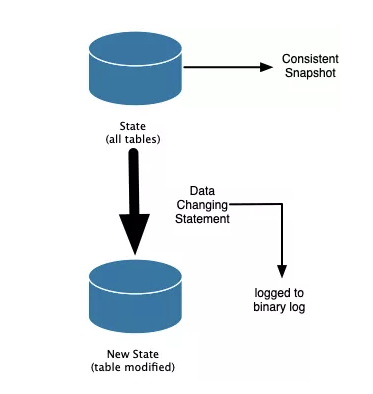 Consistent
Snapshot
State
(all tables)
Data
Changing
Statement
logged to
binary log
New State
(table modified)